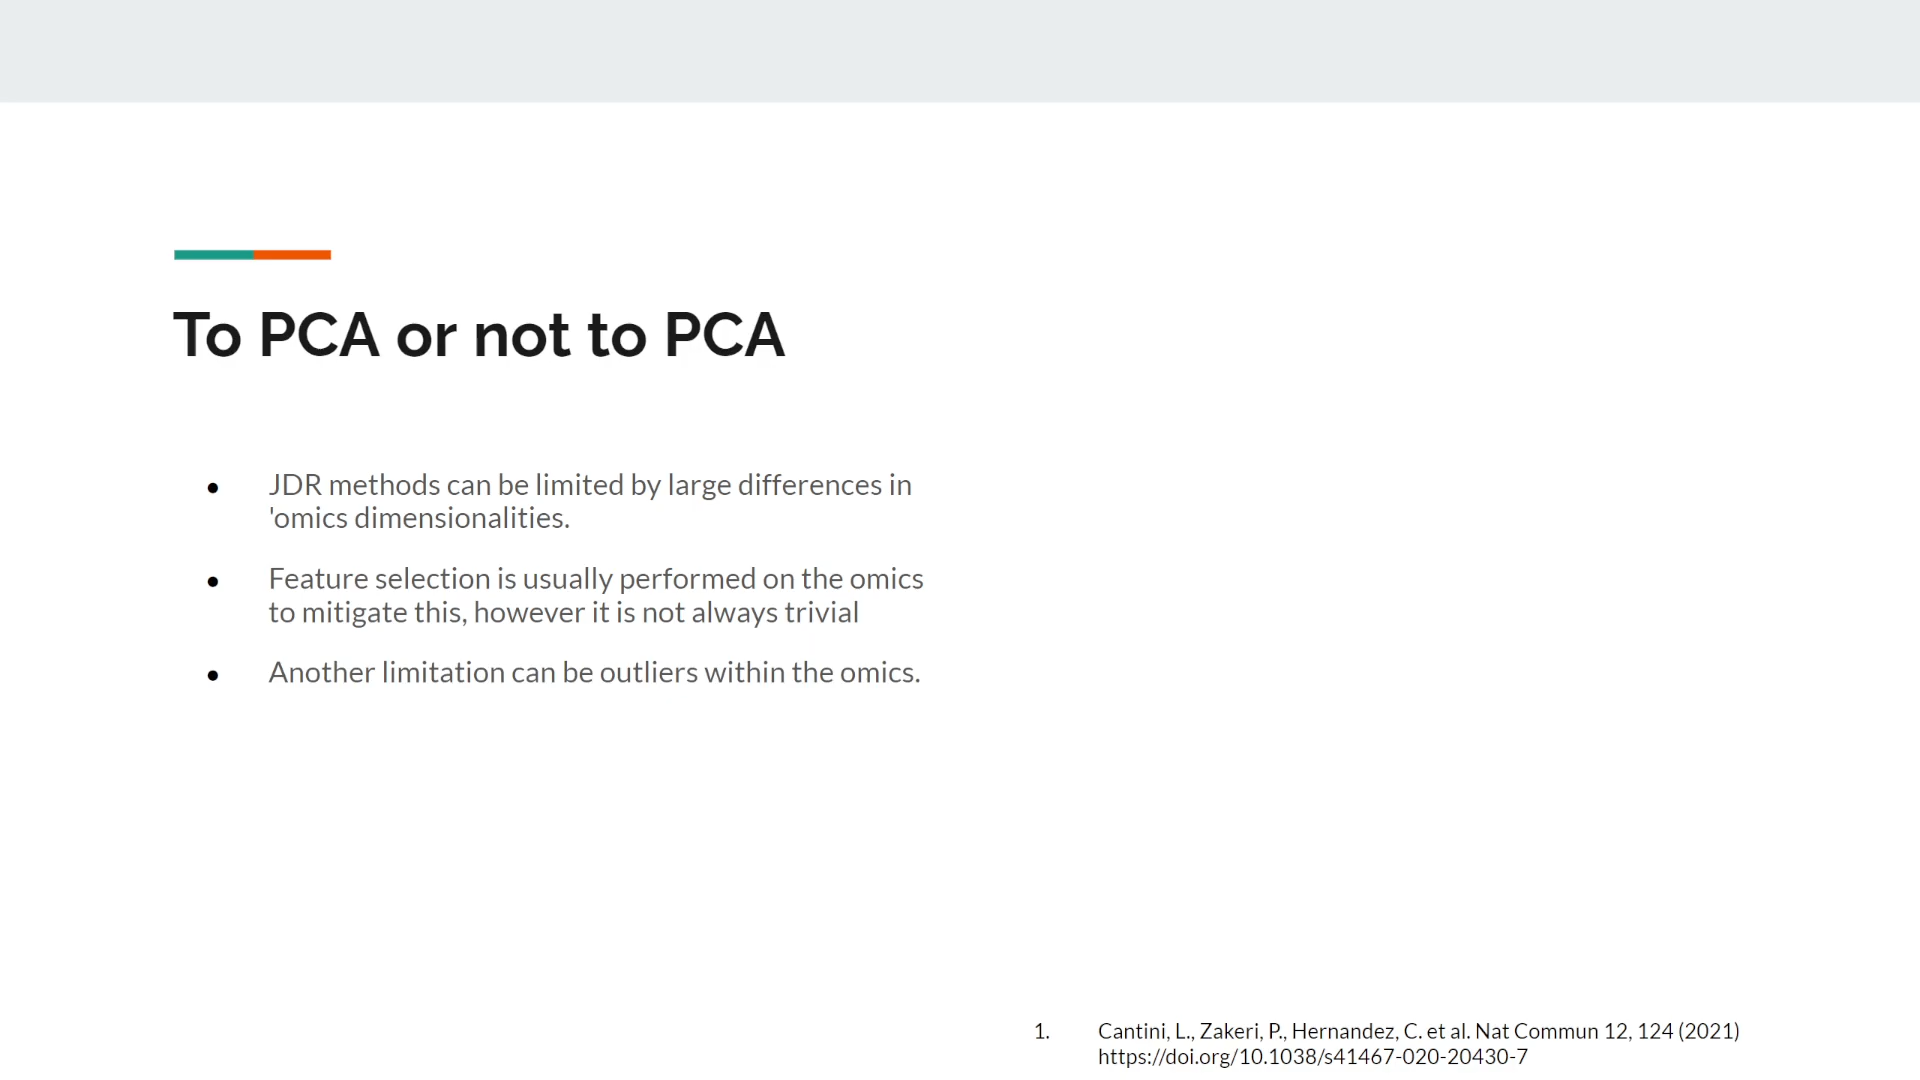 To PCA or not to PCA
● JDR methods can be limited by large differences in
'omics dimensionalities.
● Feature selection is usually performed on the omics
to mitigate this, however it is not always trivial
● Another limitation can be outliers within the omics.
1. Cantini, L., Zakeri, P., Hernandez, C. et al. Nat Commun 12, 124 (2021)
https://doi.org/10.1038/s41467-020-20430-7